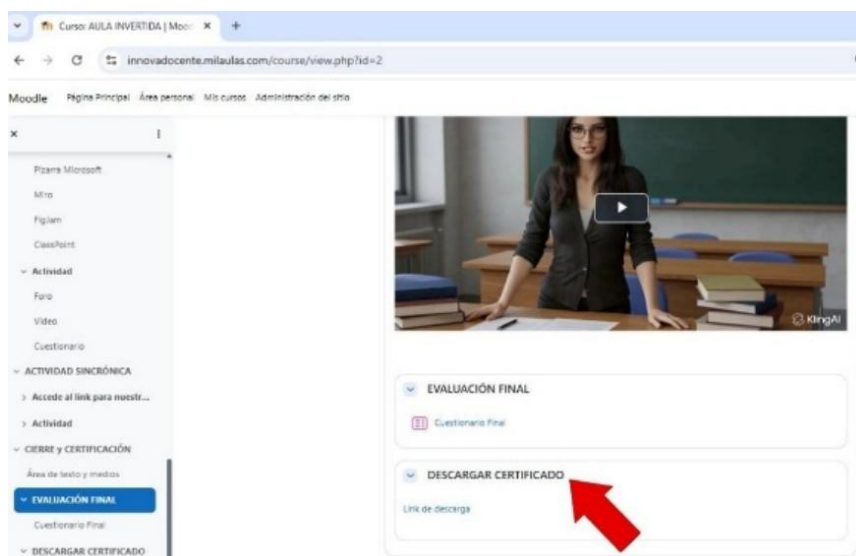 Curso: AULA INVERTIDA | Mood
innovadocente.milaulas.com/course/view.php?id=2
Moodle Página Principal Área personal Mis cursos Administración del sitio
Pizarra Microsoft
Miro
FigJam
ClassPoint
Actividad
Foro
Video
Cuestionario
ACTIVIDAD SINCRÓNICA
Accede al link para nuestr...
Actividad
CIERRE y CERTIFICACIÓN
Área de texto y medios
EVALUACIÓN FINAL
Cuestionario Final
DESCARGAR CERTIFICADO
KlingAI
EVALUACIÓN FINAL
Cuestionario Final
DESCARGAR CERTIFICADO
Link de descarga